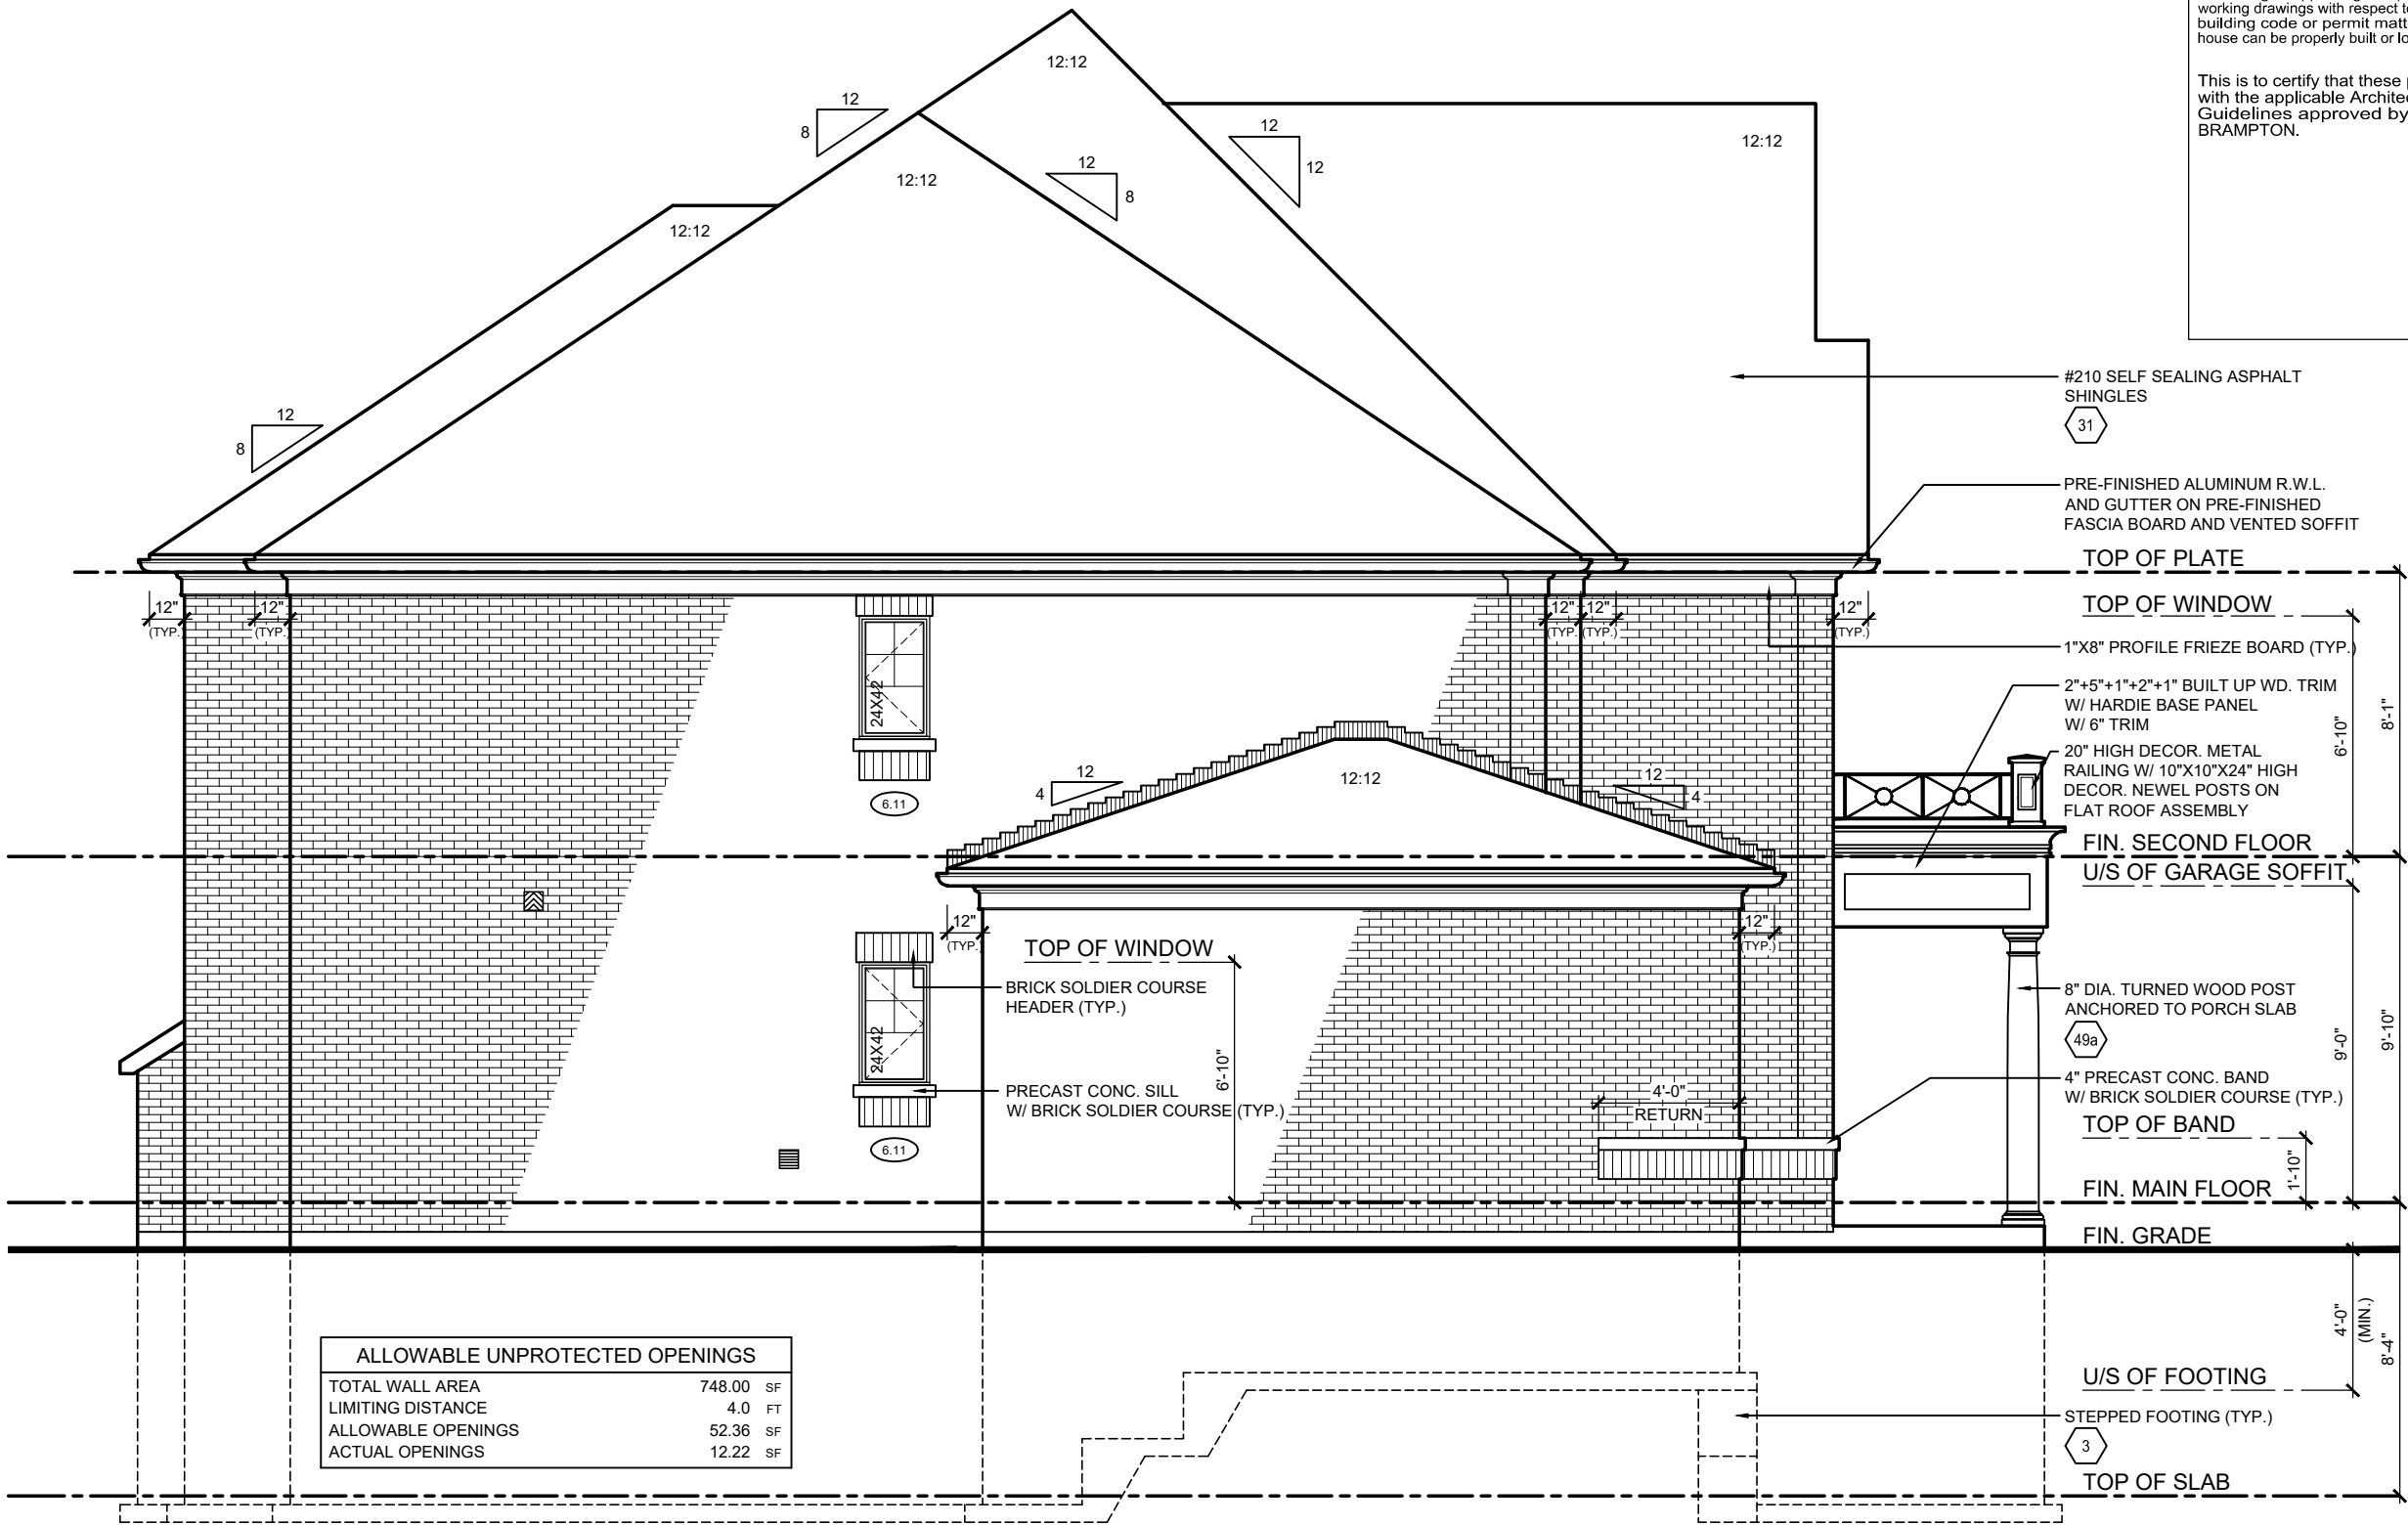 working drawings with respect to
building code or permit matt
house can be properly built or lo
This is to certify that these
with the applicable Archite
Guidelines approved by
BRAMPTON.
12:12
12
8
12:12
12
8
12
12
12:12
12:12
12
8
#210 SELF SEALING ASPHALT
SHINGLES
31
PRE-FINISHED ALUMINUM R.W.L.
AND GUTTER ON PRE-FINISHED
FASCIA BOARD AND VENTED SOFFIT
TOP OF PLATE
TOP OF WINDOW
12"
(TYP.)
12"
(TYP.)
12"
(TYP.)
12"
(TYP.)
12"
(TYP.)
1"X8" PROFILE FRIEZE BOARD (TYP.)
2"+5"+1"+2"+1" BUILT UP WD. TRIM
W/ HARDIE BASE PANEL
W/ 6" TRIM
6'-10"
8'-1"
20" HIGH DECOR. METAL
RAILING W/ 10"X10"X24" HIGH
DECOR. NEWEL POSTS ON
FLAT ROOF ASSEMBLY
24X42
6.11
12
4
12:12
12
4
FIN. SECOND FLOOR
U/S OF GARAGE SOFFIT
12"
(TYP.)
12"
(TYP.)
TOP OF WINDOW
BRICK SOLDIER COURSE
HEADER (TYP.)
24X42
6'-10"
PRECAST CONC. SILL
W/ BRICK SOLDIER COURSE (TYP.)
6.11
8" DIA. TURNED WOOD POST
ANCHORED TO PORCH SLAB
49a
9'-0"
9'-10"
4'-0"
RETURN
4" PRECAST CONC. BAND
W/ BRICK SOLDIER COURSE (TYP.)
TOP OF BAND
1'-10"
FIN. MAIN FLOOR
FIN. GRADE
4'-0"
(MIN.)
8'-4"
ALLOWABLE UNPROTECTED OPENINGS
TOTAL WALL AREA 748.00 SF
LIMITING DISTANCE 4.0 FT
ALLOWABLE OPENINGS 52.36 SF
ACTUAL OPENINGS 12.22 SF
U/S OF FOOTING
STEPPED FOOTING (TYP.)
3
TOP OF SLAB